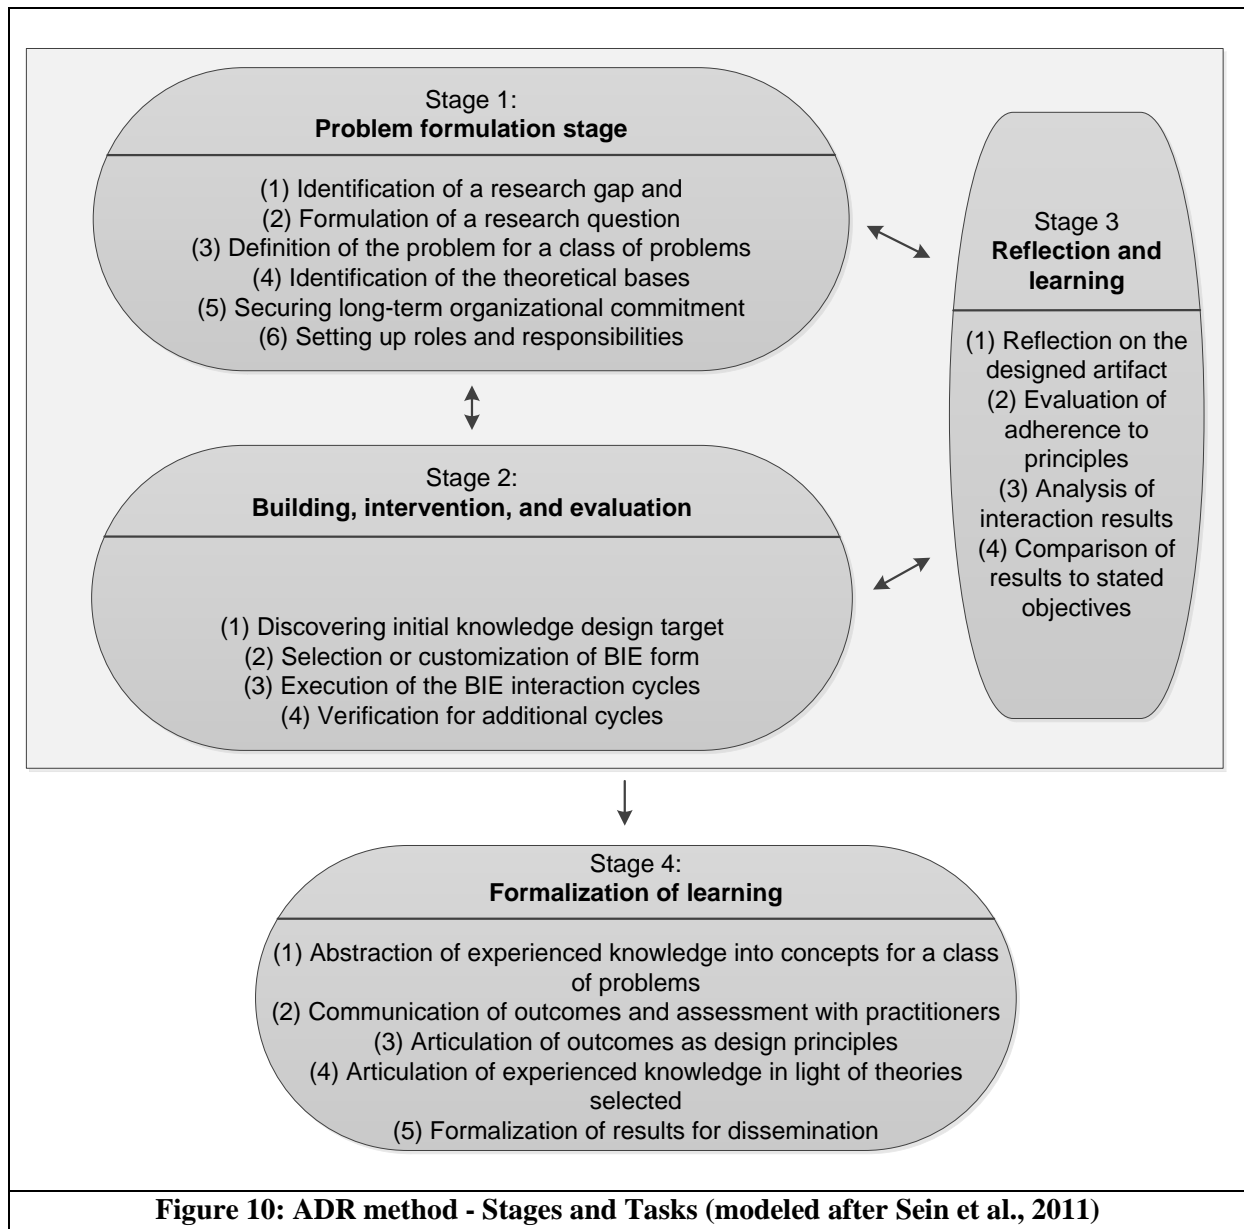 Stage 1:
Problem formulation stage
(1) Identification of a research gap and
(2) Formulation of a research question
(3) Definition of the problem for a class of problems
(4) Identification of the theoretical bases
(5) Securing long-term organizational commitment
(6) Setting up roles and responsibilities
Stage 2:
Building, intervention, and evaluation
(1) Discovering initial knowledge design target
(2) Selection or customization of BIE form
(3) Execution of the BIE interaction cycles
(4) Verification for additional cycles
Stage 3
Reflection and
learning
(1) Reflection on the
designed artifact
(2) Evaluation of
adherence to
principles
(3) Analysis of
interaction results
(4) Comparison of
results to stated
objectives
Stage 4:
Formalization of learning
(1) Abstraction of experienced knowledge into concepts for a class
of problems
(2) Communication of outcomes and assessment with practitioners
(3) Articulation of outcomes as design principles
(4) Articulation of experienced knowledge in light of theories
selected
(5) Formalization of results for dissemination
Figure 10: ADR method - Stages and Tasks (modeled after Sein et al., 2011)